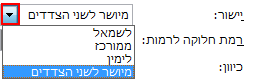 יישור: מיושר לשני הצדדים
לשמאל
רמת חלוקה לרמות: ממורכז
לימין
כיוון: מיושר לשני הצדדים